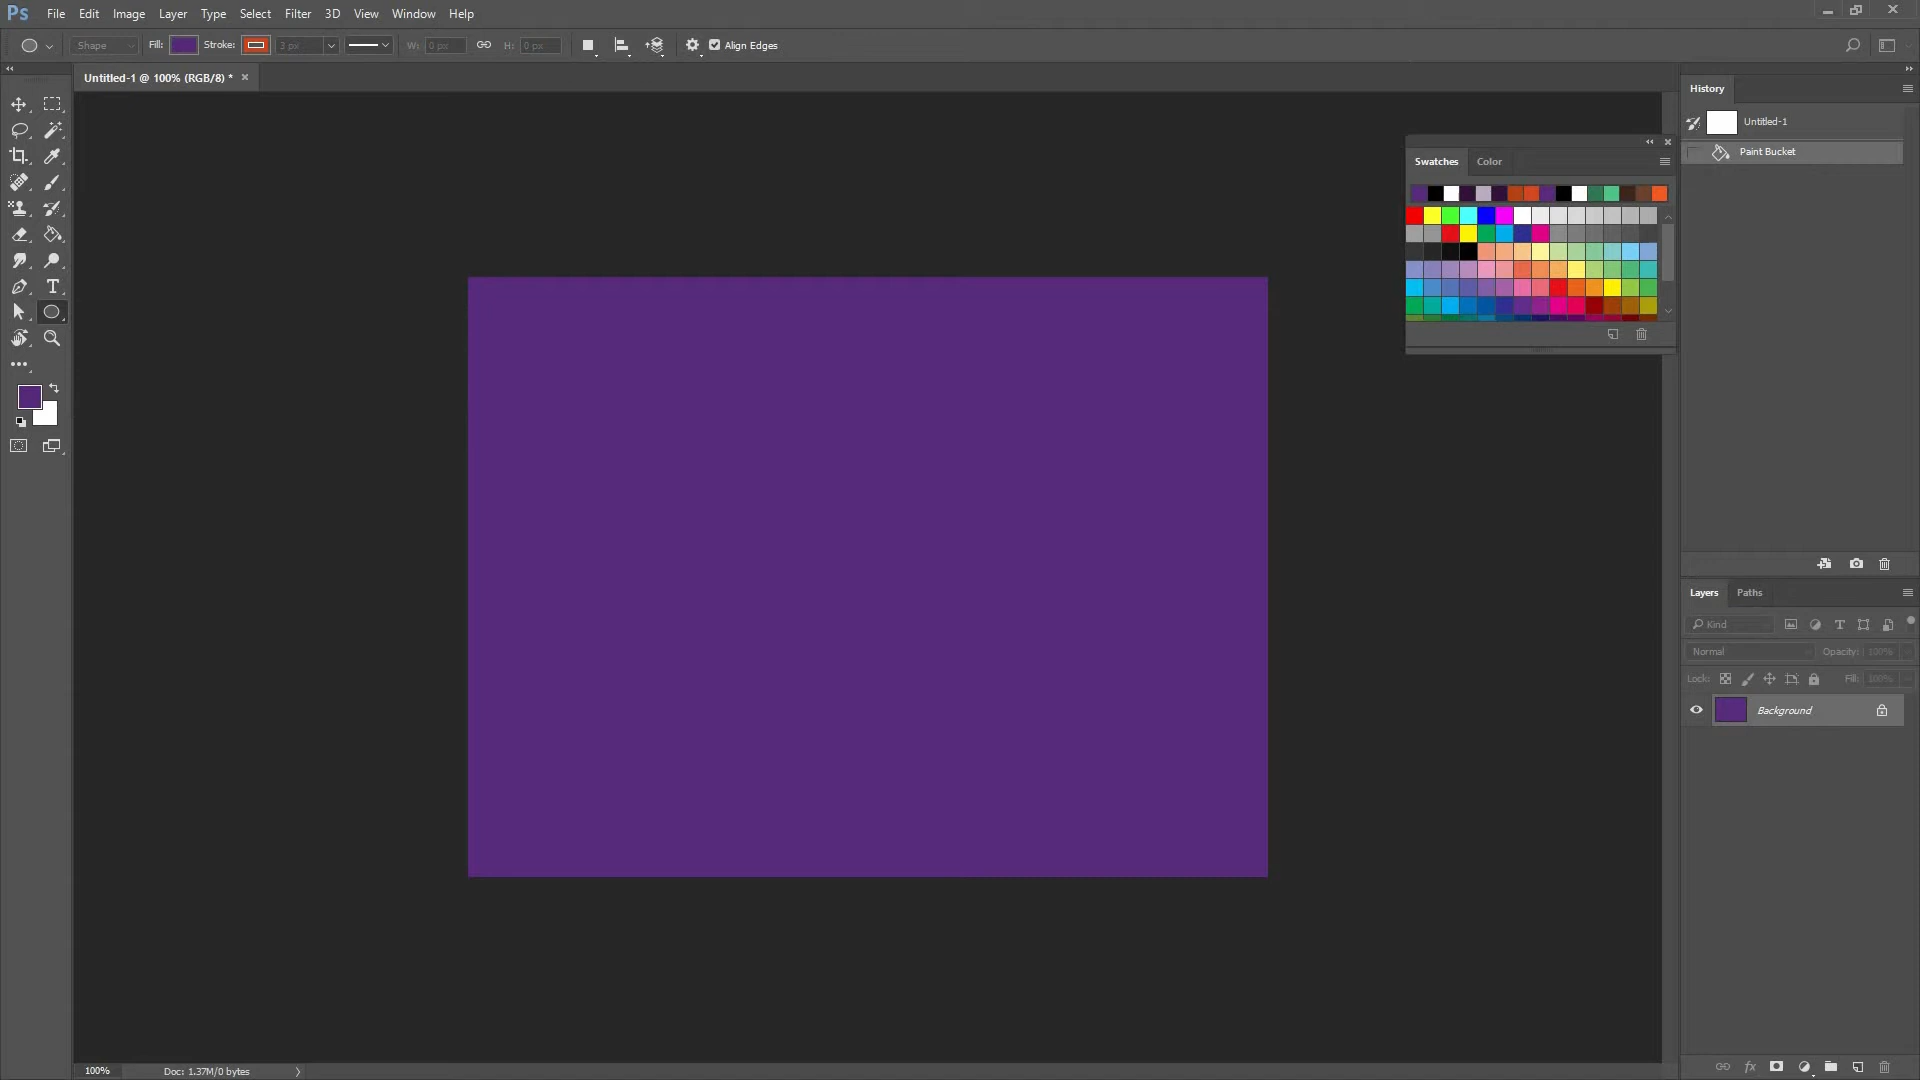 Ps File Edit Image Layer Type Select Filter 3D View Window Help
Shape Fill: Stroke: 3 px W: 0 px H: 0 px Align Edges
Untitled-1 @ 100% (RGB/8) *
History
Untitled-1
Paint Bucket
Swatches Color
Layers Paths
Kind
Normal Opacity: 100%
Lock: Fill: 100%
Background
100% Doc: 1.37M/0 bytes